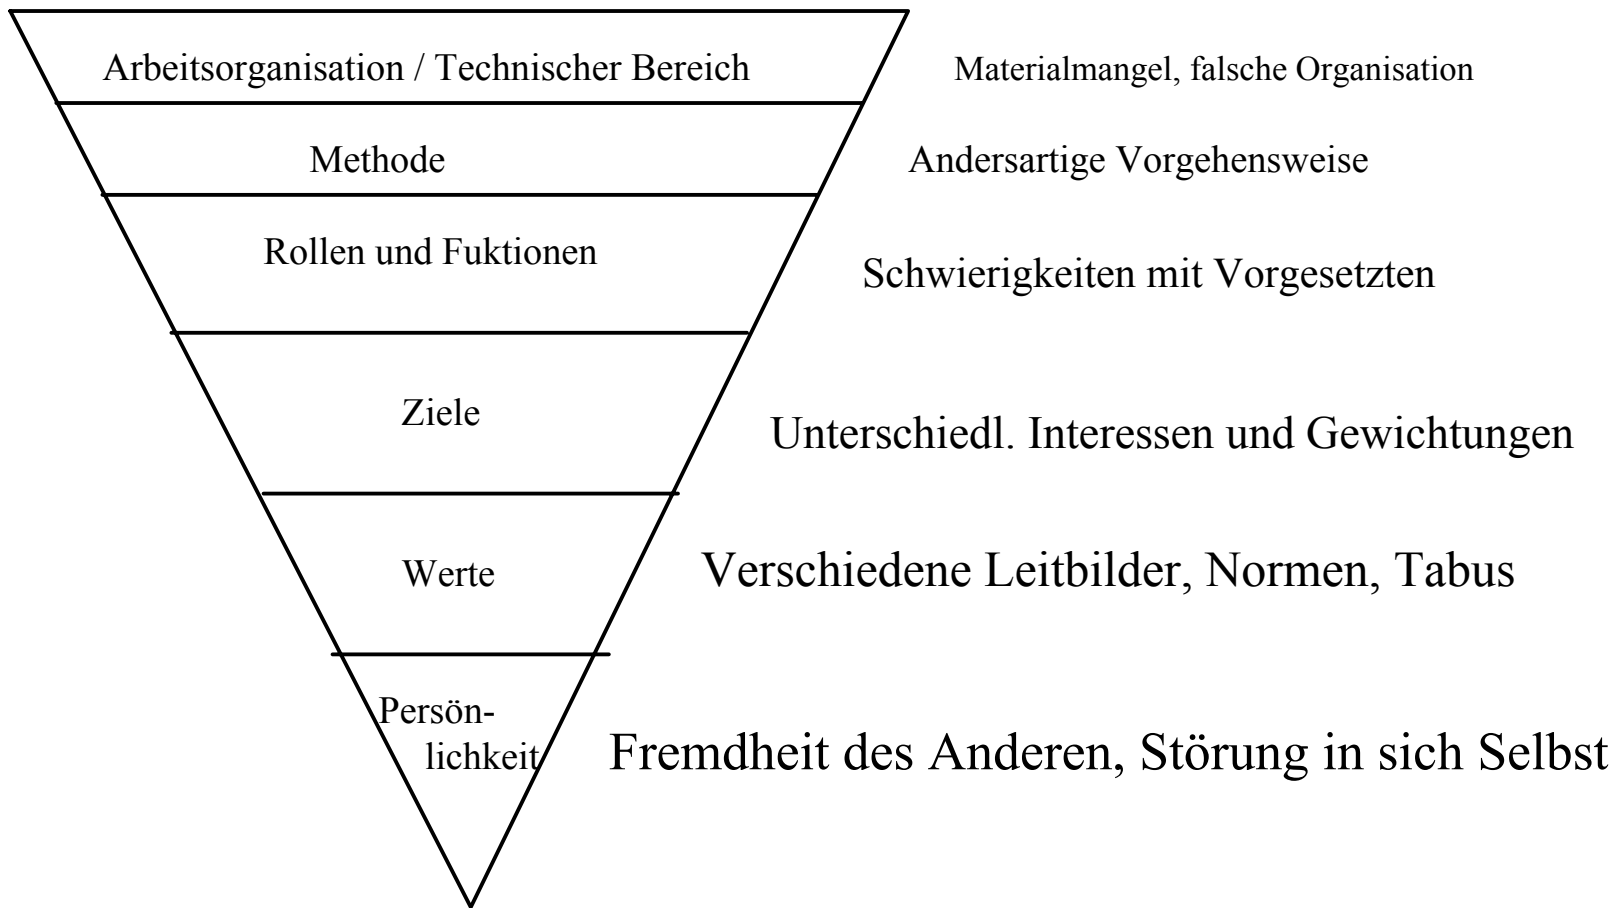 Arbeitsorganisation / Technischer Bereich
Materialmangel, falsche Organisation
Methode
Andersartige Vorgehensweise
Rollen und Fuktionen
Schwierigkeiten mit Vorgesetzten
Ziele
Unterschiedl. Interessen und Gewichtungen
Werte
Verschiedene Leitbilder, Normen, Tabus
Persön-
lichkeit
Fremdheit des Anderen, Störung in sich Selbst